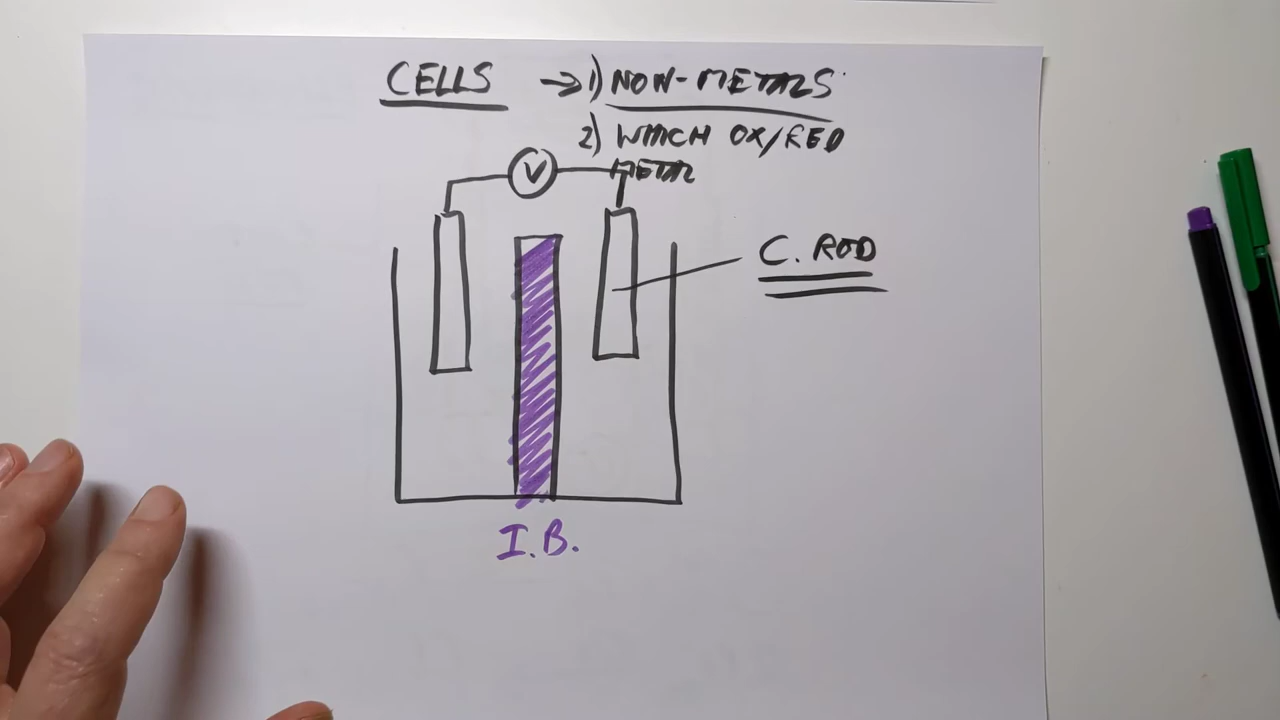 CELLS → 1) NON-METALS
2) WHICH OX/RED
METAL
V
C. ROD
I.B.